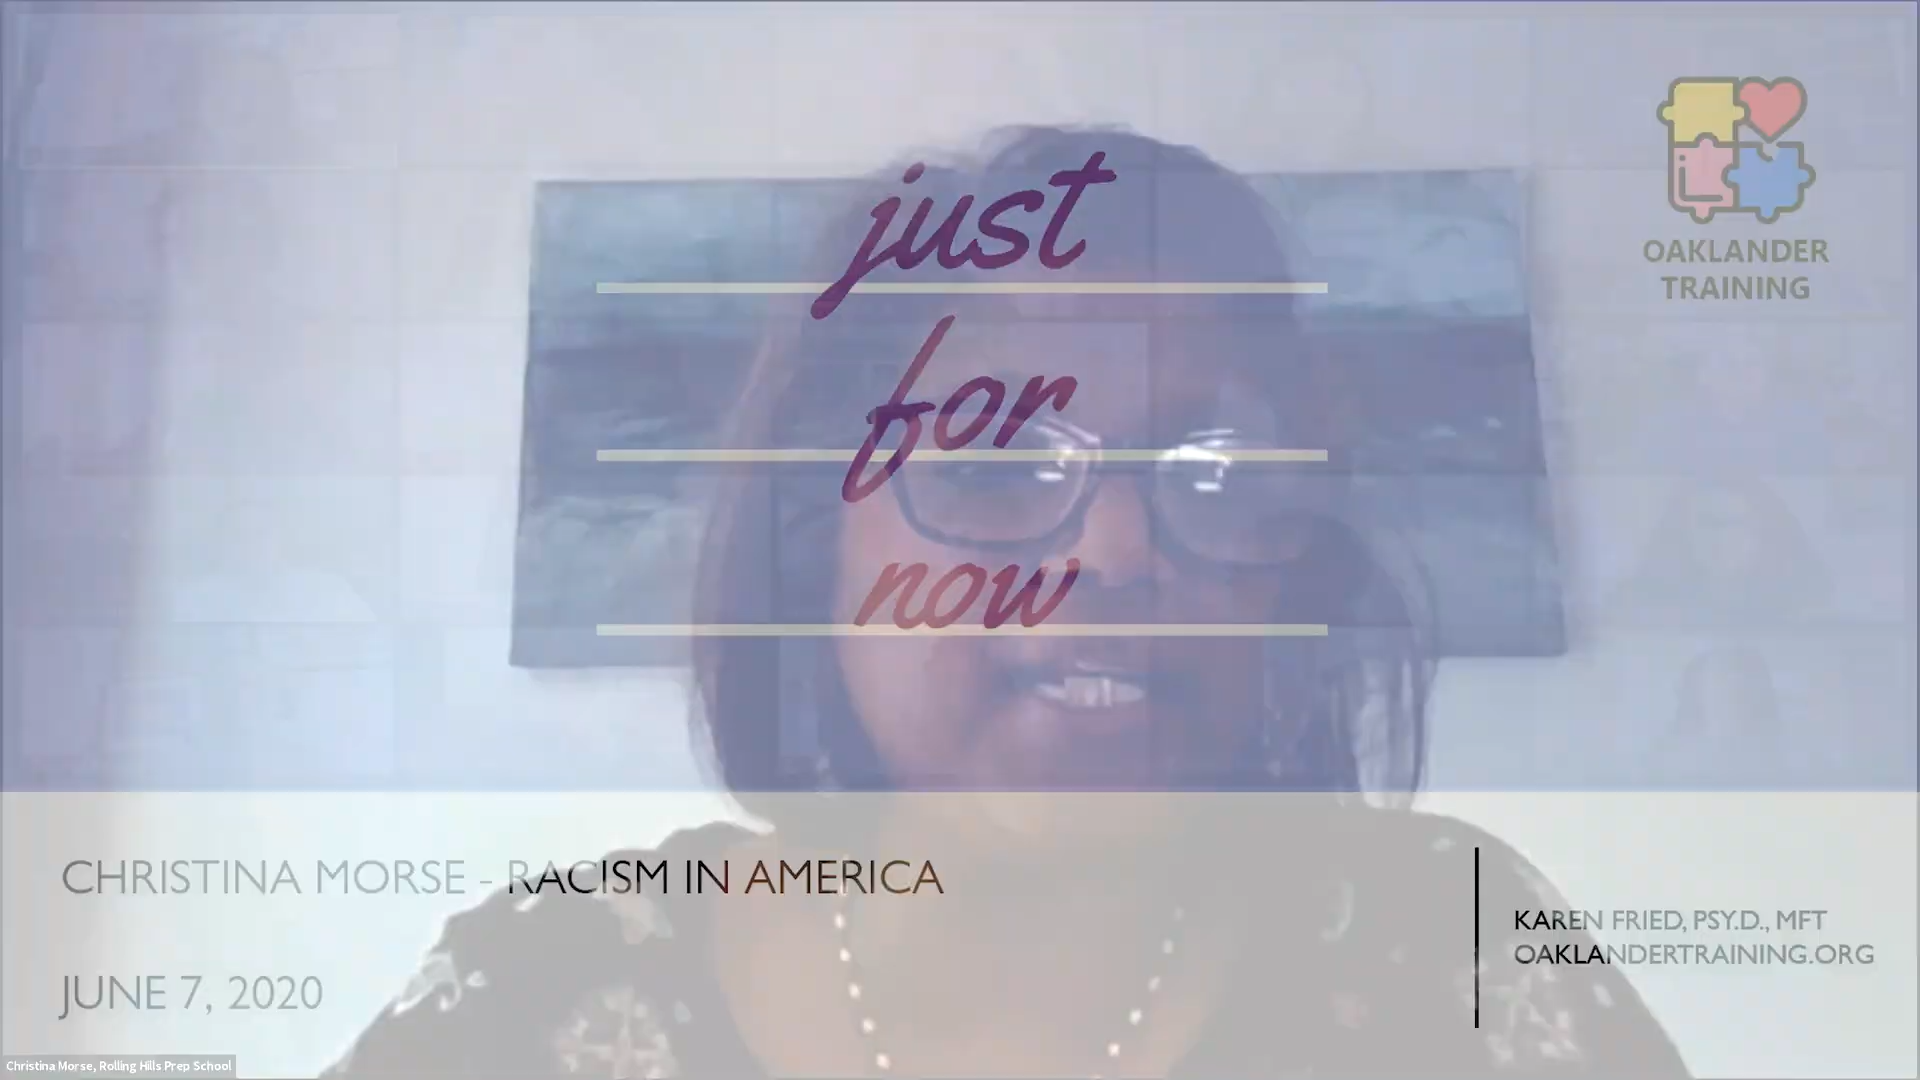 just
for
now
OAKLANDER
TRAINING
CHRISTINA MORSE - RACISM IN AMERICA
JUNE 7, 2020
KAREN FRIED, PSY.D., MFT
OAKLANDERTRAINING.ORG
Christina Morse, Rolling Hills Prep School